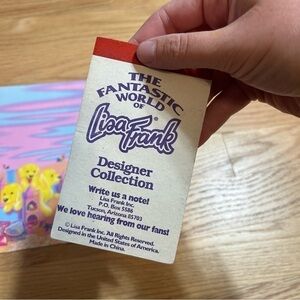 THE
FANTASTIC
WORLD
OF
Lisa Frank
Designer
Collection
Write us a note!
Lisa Frank Inc.
P.O. Box 5586
Tucson, Arizona 85703
We love hearing from our fans!
© Lisa Frank Inc. All Rights Reserved.
Designed in the United States of America.
Made in China.